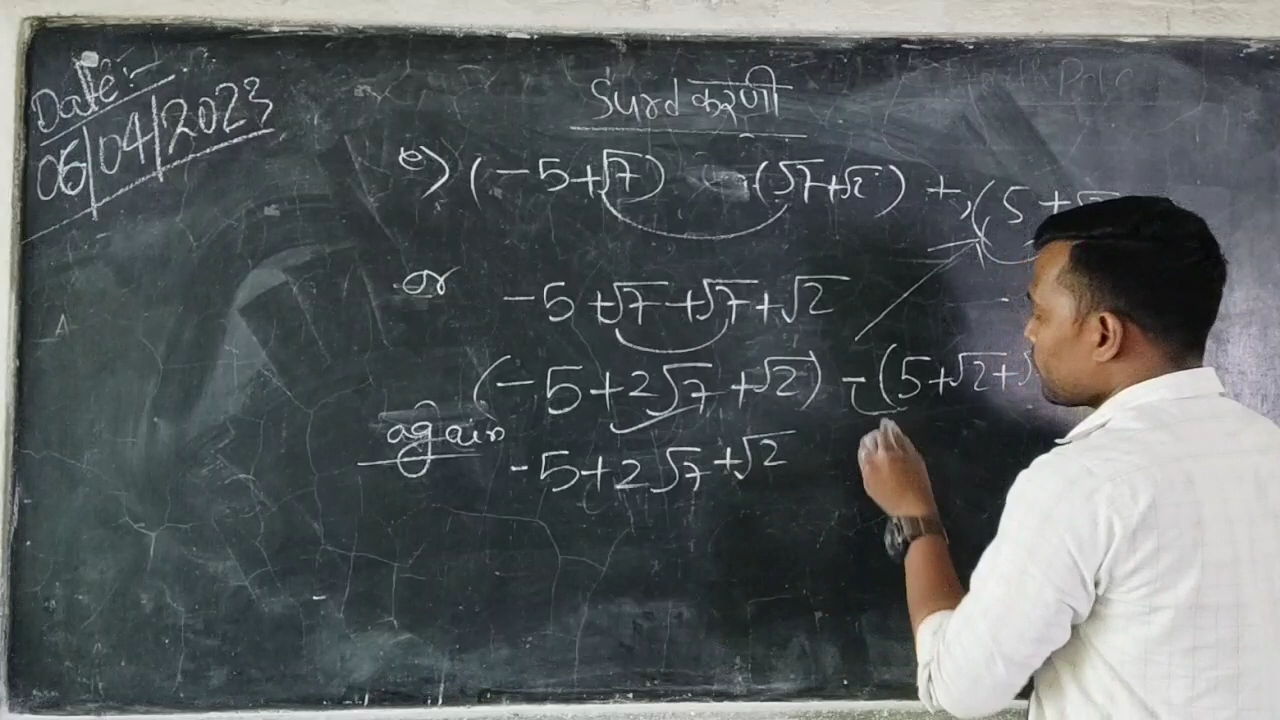 Date:-
06/04/2023
Surd करणी
e) (-5+√7) (√7+√2) + (5+√
or -5+√7+√7+√2
(-5+2√7+√2) -(5+√2+√
again -5+2√7+√2